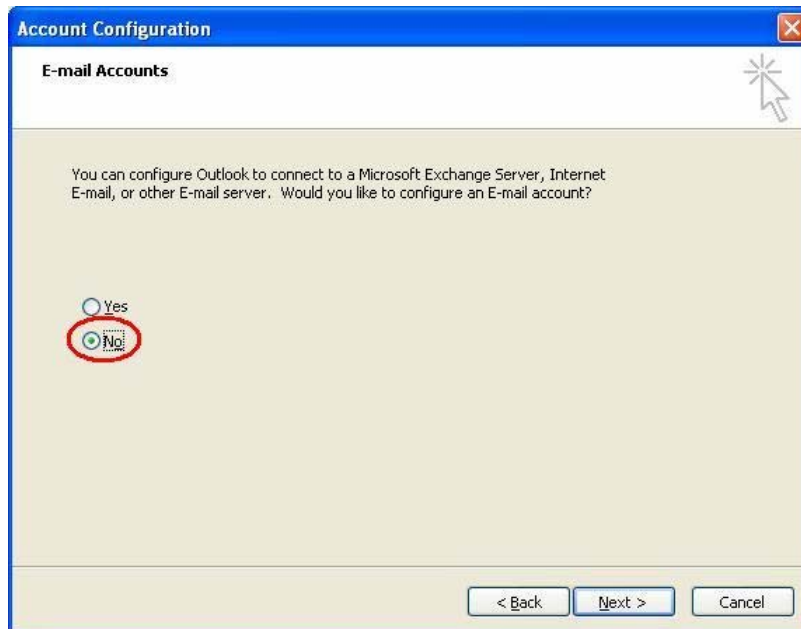 Account Configuration
E-mail Accounts
You can configure Outlook to connect to a Microsoft Exchange Server, Internet
E-mail, or other E-mail server.  Would you like to configure an E-mail account?
Yes
No
< Back
Next >
Cancel